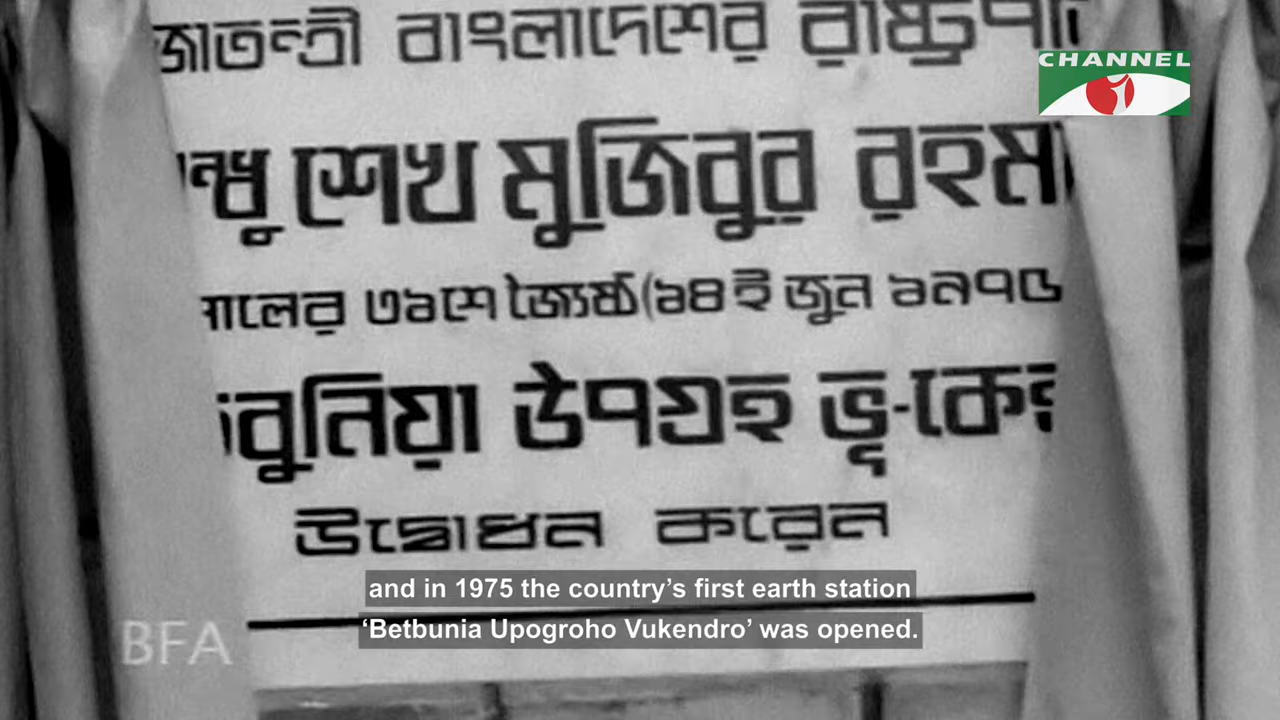 জাতন্ত্রী বাংলাদেশের রাষ্ট্রপতি
CHANNEL i
ন্ধু শেখ মুজিবুর রহমা
সালের ৩১শে জ্যৈষ্ঠ (১৪ই জুন ১৯৭৫
বুনিয়া উপগ্রহ ভূ-কেন্
উদ্বোধন করেন
and in 1975 the country's first earth station
'Betbunia Upogroho Vukendro' was opened.
BFA